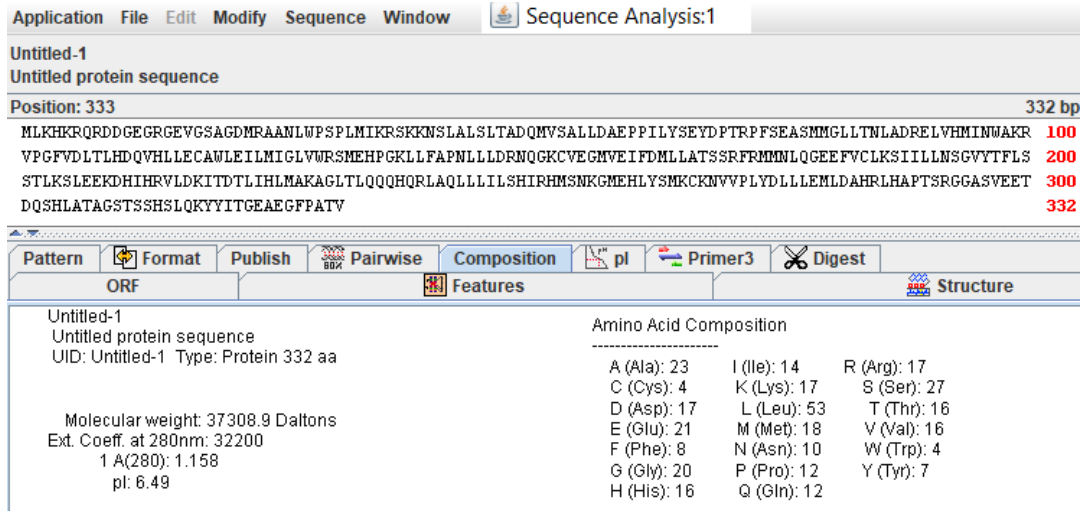 Application File Edit Modify Sequence Window Sequence Analysis:1
Untitled-1
Untitled protein sequence
Position: 333 332 bp
MLKHKRQRDDGEGRGEVGSAGDMRAANLWPSPLMIKRSKKNSLALSLTADQMVSALLDAEPPILYSEYDPTRPFSEASMMGLLTNLADRELVHMINWAKR 100
VPGFVDLTLHDQVHLLECAWLEILMIGLVWRSMEHPGKLLFAPNLLLDRNQGKCVEGMVEIFDMLLATSSRFRMMNLQGEEFVCLKSIILLNSGVYTFLS 200
STLKSLEEKDHIHRVLDKITDTLIHLMAKAGLTLQQQHQRLAQLLLILSHIRHMSNKGMEHLYSMKCKNVVPLYDLLLEMLDAHRLHAPTSRGGASVEET 300
DQSHLATAGSTSSHSLQKYYITGEAEGFPATV 332
Pattern Format Publish Pairwise Composition pI Primer3 Digest
ORF Features Structure
Untitled-1
Untitled protein sequence
UID: Untitled-1 Type: Protein 332 aa
Molecular weight: 37308.9 Daltons
Ext. Coeff. at 280nm: 32200
1 A(280): 1.158
pI: 6.49
Amino Acid Composition
----------------------
A (Ala): 23 I (Ile): 14 R (Arg): 17
C (Cys): 4 K (Lys): 17 S (Ser): 27
D (Asp): 17 L (Leu): 53 T (Thr): 16
E (Glu): 21 M (Met): 18 V (Val): 16
F (Phe): 8 N (Asn): 10 W (Trp): 4
G (Gly): 20 P (Pro): 12 Y (Tyr): 7
H (His): 16 Q (Gln): 12